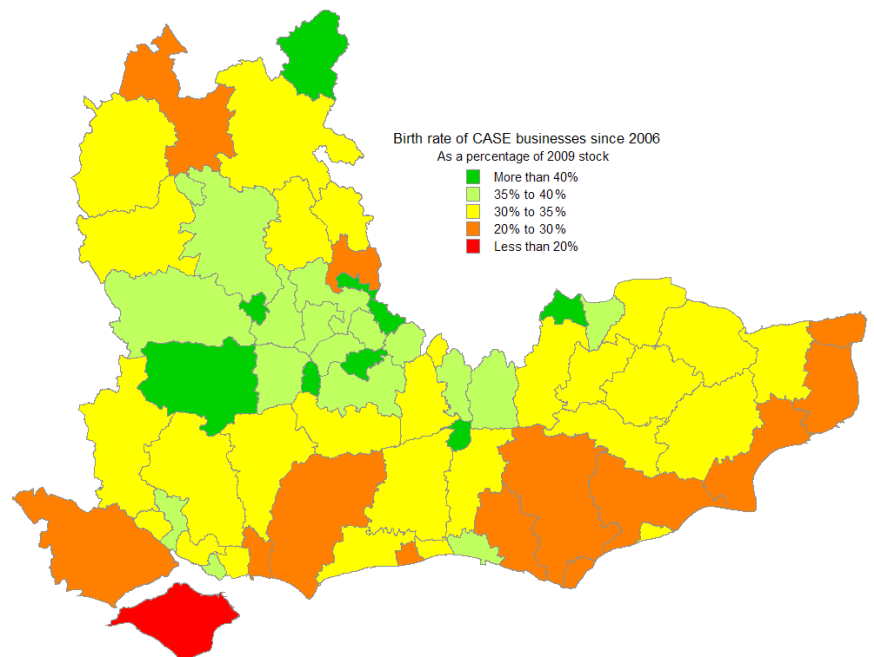 Birth rate of CASE businesses since 2006
As a percentage of 2009 stock
More than 40%
35% to 40%
30% to 35%
20% to 30%
Less than 20%